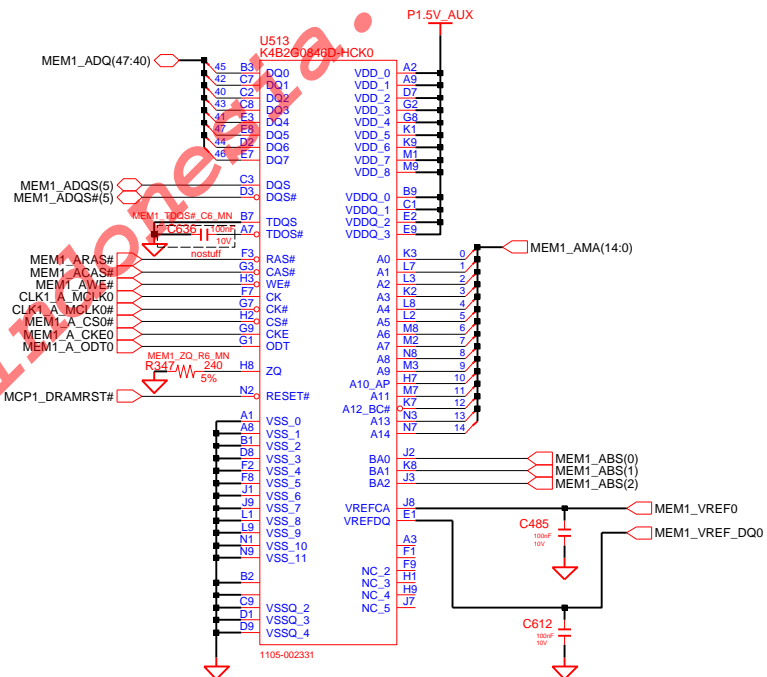 P1.5V_AUX
U513
K4B2G0846D-HCK0
MEM1_ADQ(47:40)
45 B3 DQ0 VDD_0 A2
42 C7 DQ1 VDD_1 A9
40 C2 DQ2 VDD_2 D7
43 C8 DQ3 VDD_3 G2
41 E3 DQ4 VDD_4 G8
47 E8 DQ5 VDD_5 K1
44 D2 DQ6 VDD_6 K9
46 E7 DQ7 VDD_7 M1
VDD_8 M9
MEM1_ADQS(5) C3 DQS
MEM1_ADQS#(5) D3 DQS# VDDQ_0 B9
VDDQ_1 C1
MEM1_TDQS#_C6_MN B7 TDQS VDDQ_2 E2
C636 100nF A7 TDOS# VDDQ_3 E9
10V
nostuff
MEM1_AMA(14:0)
MEM1_ARAS# F3 RAS# A0 K3 0
MEM1_ACAS# G3 CAS# A1 L7 1
MEM1_AWE# H3 WE# A2 L3 2
CLK1_A_MCLK0 F7 CK A3 K2 3
CLK1_A_MCLK0# G7 CK# A4 L8 4
MEM1_A_CS0# H2 CS# A5 L2 5
MEM1_A_CKE0 G9 CKE A6 M8 6
MEM1_A_ODT0 G1 ODT A7 M2 7
A8 N8 8
MEM1_ZQ_R6_MN
R347 240 H8 ZQ A9 M3 9
5% A10_AP H7 10
A11 M7 11
MCP1_DRAMRST# N2 RESET# A12_BC# K7 12
A13 N3 13
A14 N7 14
A1 VSS_0
A8 VSS_1
B1 VSS_2
D8 VSS_3 BA0 J2 MEM1_ABS(0)
F2 VSS_4 BA1 K8 MEM1_ABS(1)
F8 VSS_5 BA2 J3 MEM1_ABS(2)
J1 VSS_6
J9 VSS_7 VREFCA J8 MEM1_VREF0
L1 VSS_8 VREFDQ E1
L9 VSS_9 C485 MEM1_VREF_DQ0
N1 VSS_10 100nF
N9 VSS_11 10V
A3
F1
B2 NC_2 F9
NC_3 H1
NC_4 H9
C9 VSSQ_2 NC_5 J7
D1 VSSQ_3
D9 VSSQ_4
C612
100nF
10V
1105-002331
indonesia.